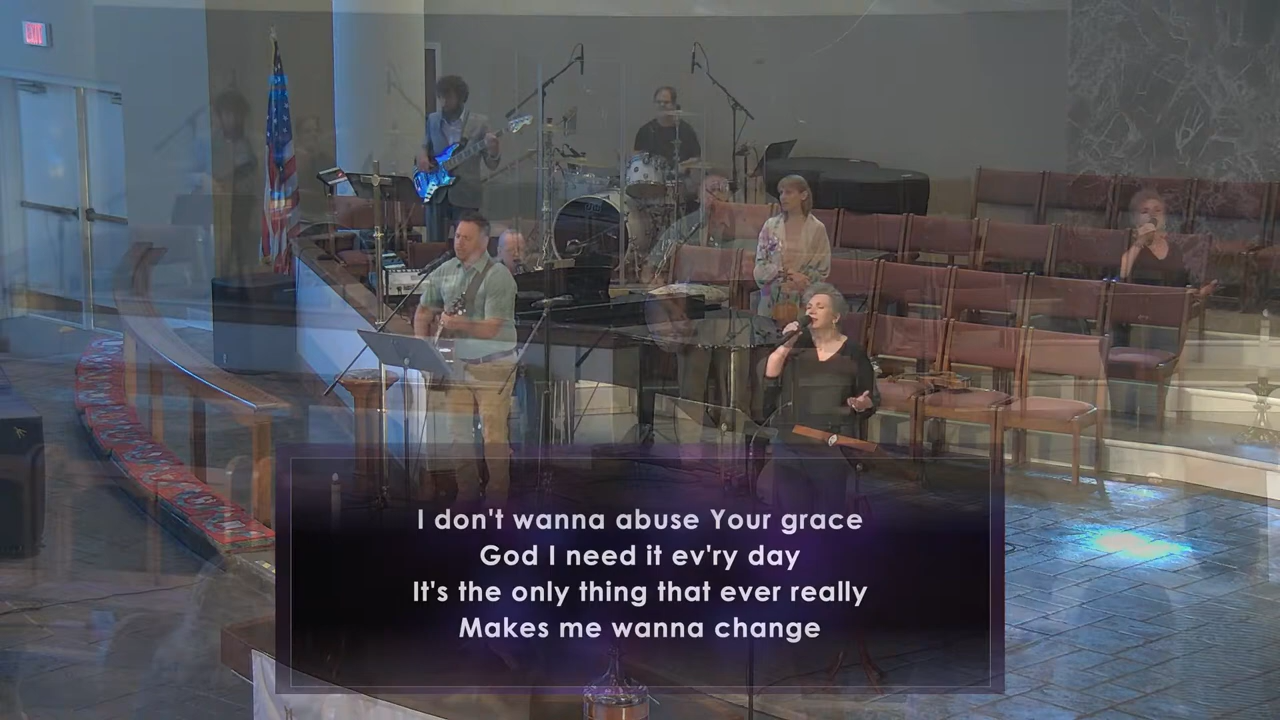 EXIT
I don't wanna abuse Your grace
God I need it ev'ry day
It's the only thing that ever really
Makes me wanna change